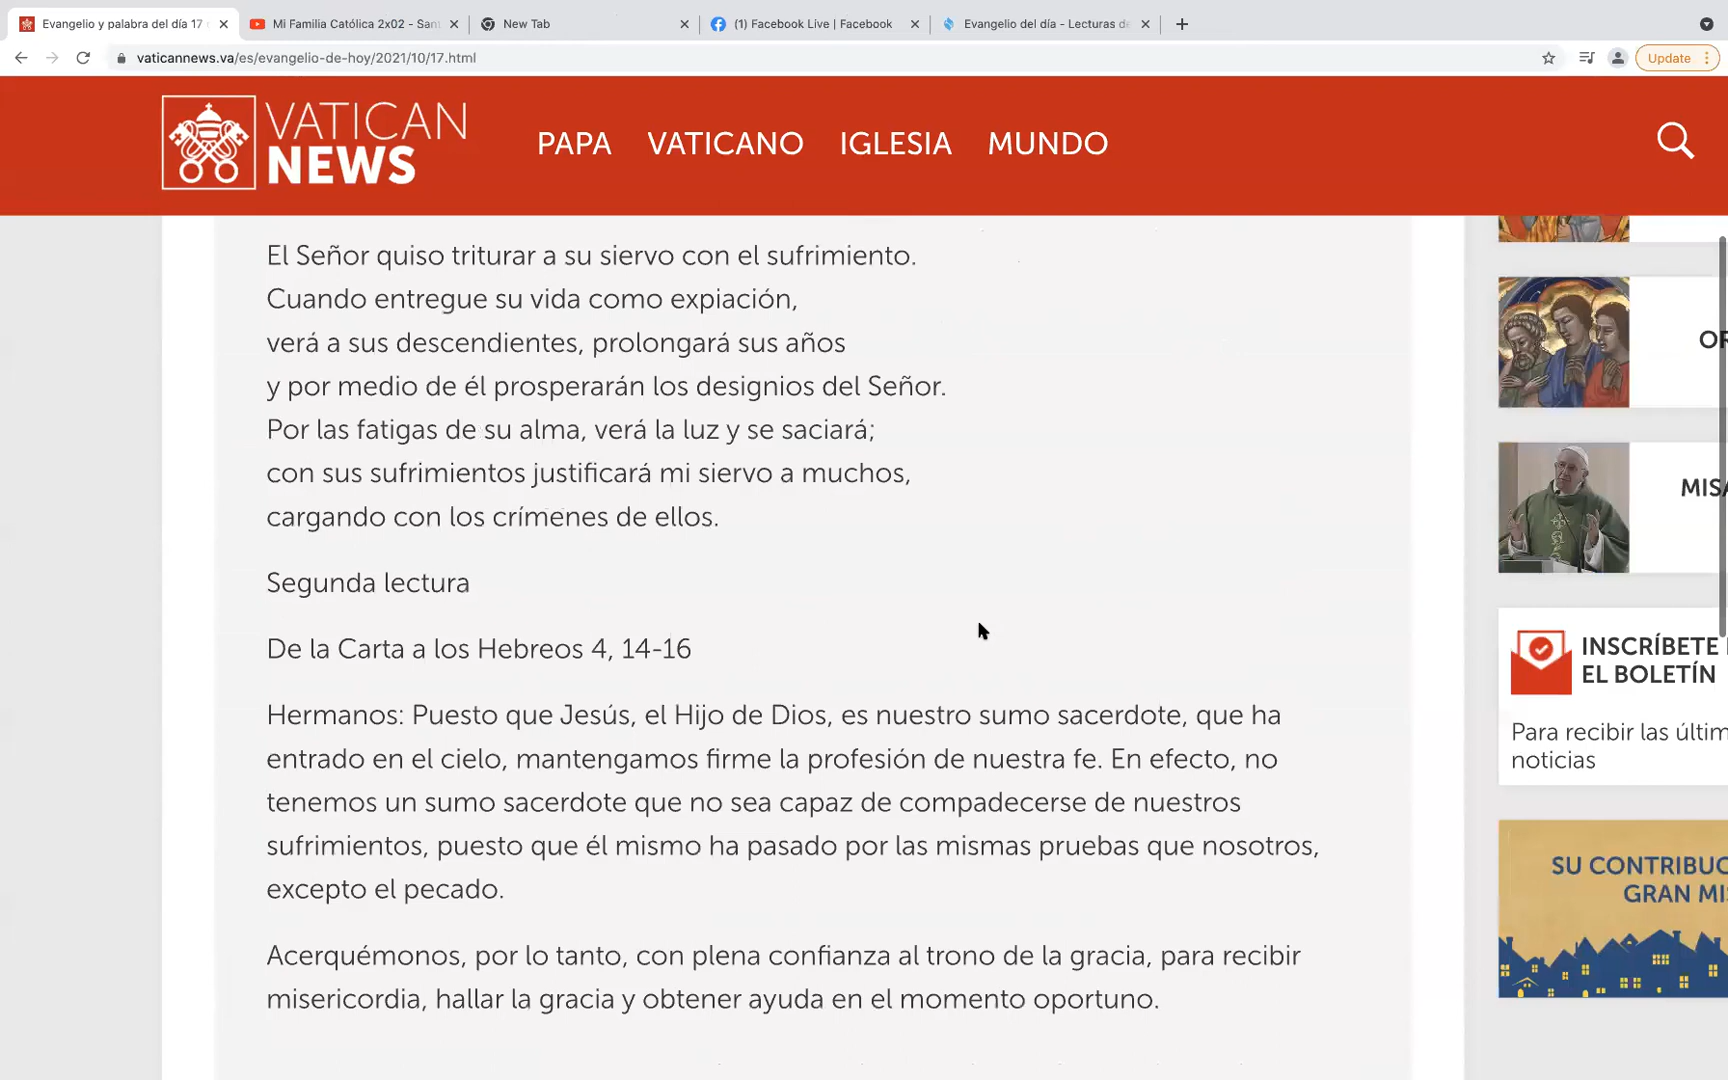 Evangelio y palabra del día 17
Mi Familia Católica 2x02 - San
New Tab
(1) Facebook Live | Facebook
Evangelio del día - Lecturas de
vaticannews.va/es/evangelio-de-hoy/2021/10/17.html
Update
VATICAN
NEWS
PAPA
VATICANO
IGLESIA
MUNDO
El Señor quiso triturar a su siervo con el sufrimiento.
Cuando entregue su vida como expiación,
verá a sus descendientes, prolongará sus años
y por medio de él prosperarán los designios del Señor.
Por las fatigas de su alma, verá la luz y se saciará;
con sus sufrimientos justificará mi siervo a muchos,
cargando con los crímenes de ellos.
Segunda lectura
De la Carta a los Hebreos 4, 14-16
Hermanos: Puesto que Jesús, el Hijo de Dios, es nuestro sumo sacerdote, que ha
entrado en el cielo, mantengamos firme la profesión de nuestra fe. En efecto, no
tenemos un sumo sacerdote que no sea capaz de compadecerse de nuestros
sufrimientos, puesto que él mismo ha pasado por las mismas pruebas que nosotros,
excepto el pecado.
Acerquémonos, por lo tanto, con plena confianza al trono de la gracia, para recibir
misericordia, hallar la gracia y obtener ayuda en el momento oportuno.
OR
MISA
INSCRÍBETE
EL BOLETÍN
Para recibir las últim
noticias
SU CONTRIBUC
GRAN MIS